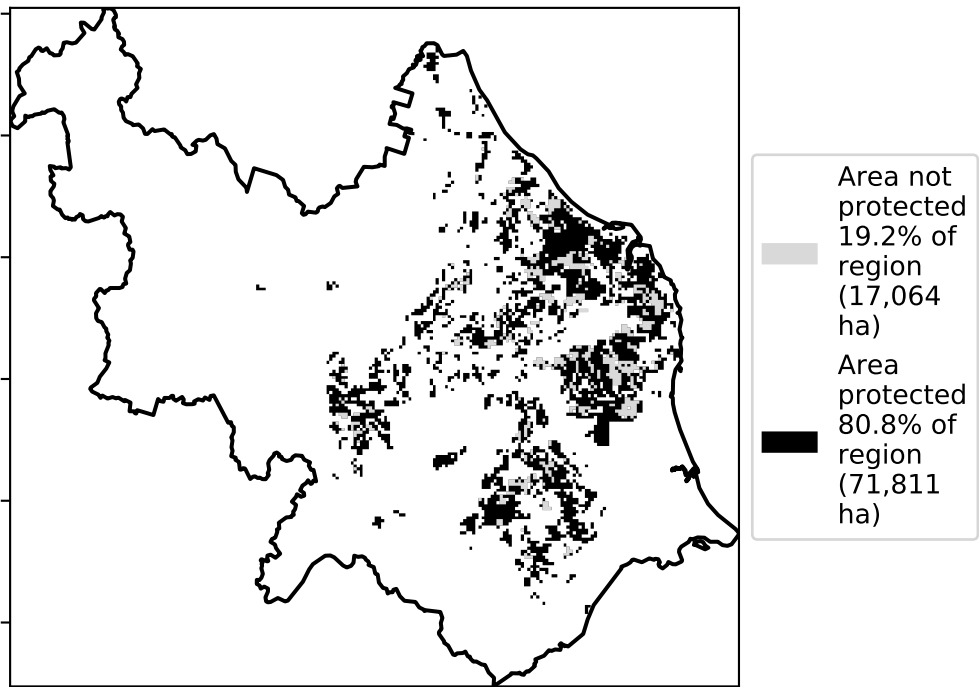 Area not
protected
19.2% of
region
(17,064
ha)
Area
protected
80.8% of
region
(71,811
ha)